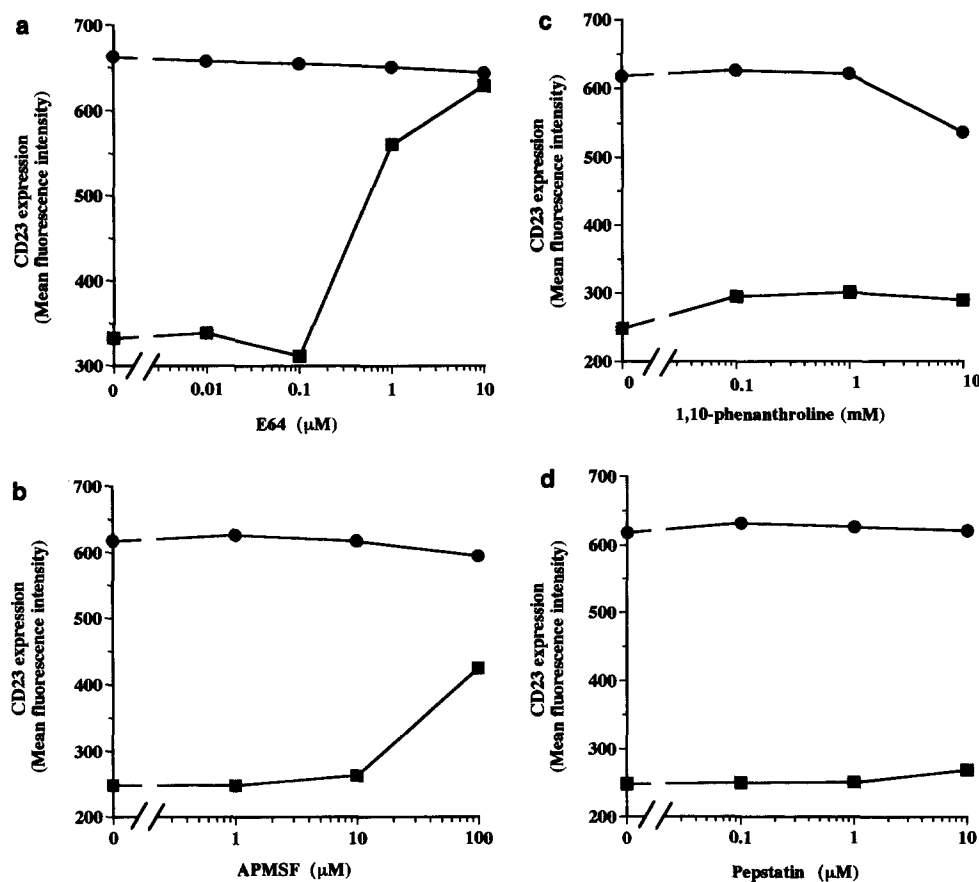 a
700
600
500
400
300
CD23 expression
(Mean fluorescence intensity)
0
0.01
0.1
1
10
E64 (μM)
b
700
600
500
400
300
200
CD23 expression
(Mean fluorescence intensity)
0
1
10
100
APMSF (μM)
c
700
600
500
400
300
200
CD23 expression
(Mean fluorescence intensity)
0
0.1
1
10
1,10-phenanthroline (mM)
d
700
600
500
400
300
200
CD23 expression
(Mean fluorescence intensity)
0
0.1
1
10
Pepstatin (μM)